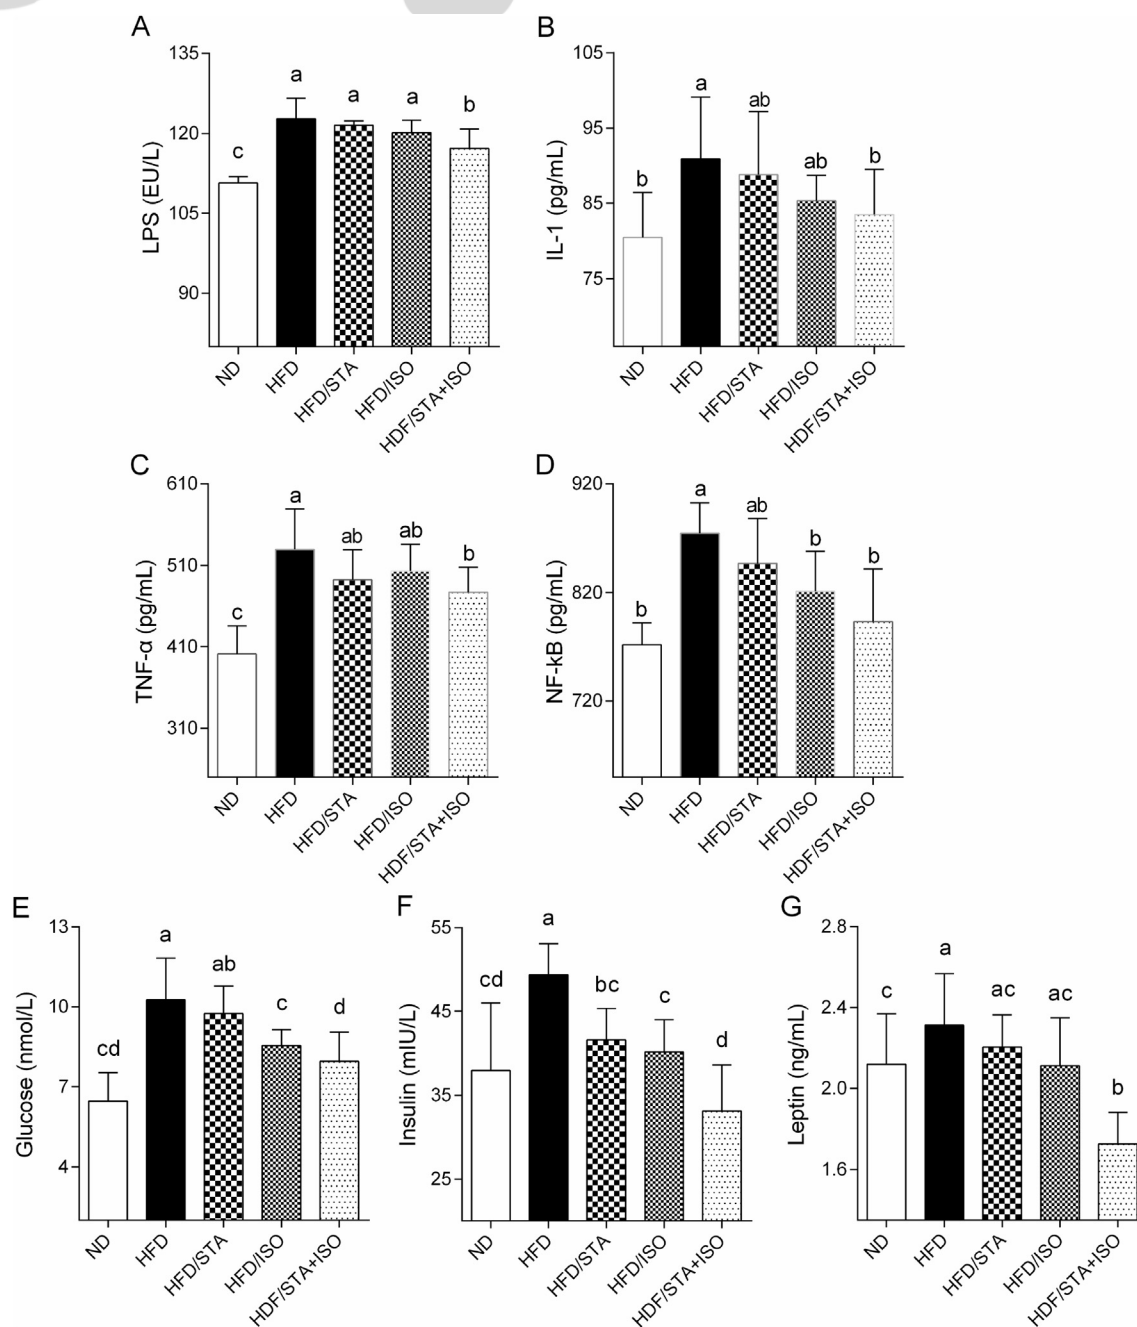 A
LPS (EU/L)
135
120
105
90
c
a
a
a
b
ND
HFD
HFD/STA
HFD/ISO
HDF/STA+ISO
B
IL-1 (pg/mL)
105
95
85
75
b
a
ab
ab
b
ND
HFD
HFD/STA
HFD/ISO
HDF/STA+ISO
C
TNF-α (pg/mL)
610
510
410
310
c
a
ab
ab
b
ND
HFD
HFD/STA
HFD/ISO
HDF/STA+ISO
D
NF-kB (pg/mL)
920
820
720
b
a
ab
b
b
ND
HFD
HFD/STA
HFD/ISO
HDF/STA+ISO
E
Glucose (nmol/L)
13
10
7
4
cd
a
ab
c
d
ND
HFD
HFD/STA
HFD/ISO
HDF/STA+ISO
F
Insulin (mIU/L)
55
45
35
25
cd
a
bc
c
d
ND
HFD
HFD/STA
HFD/ISO
HDF/STA+ISO
G
Leptin (ng/mL)
2.8
2.4
2.0
1.6
c
a
ac
ac
b
ND
HFD
HFD/STA
HFD/ISO
HDF/STA+ISO